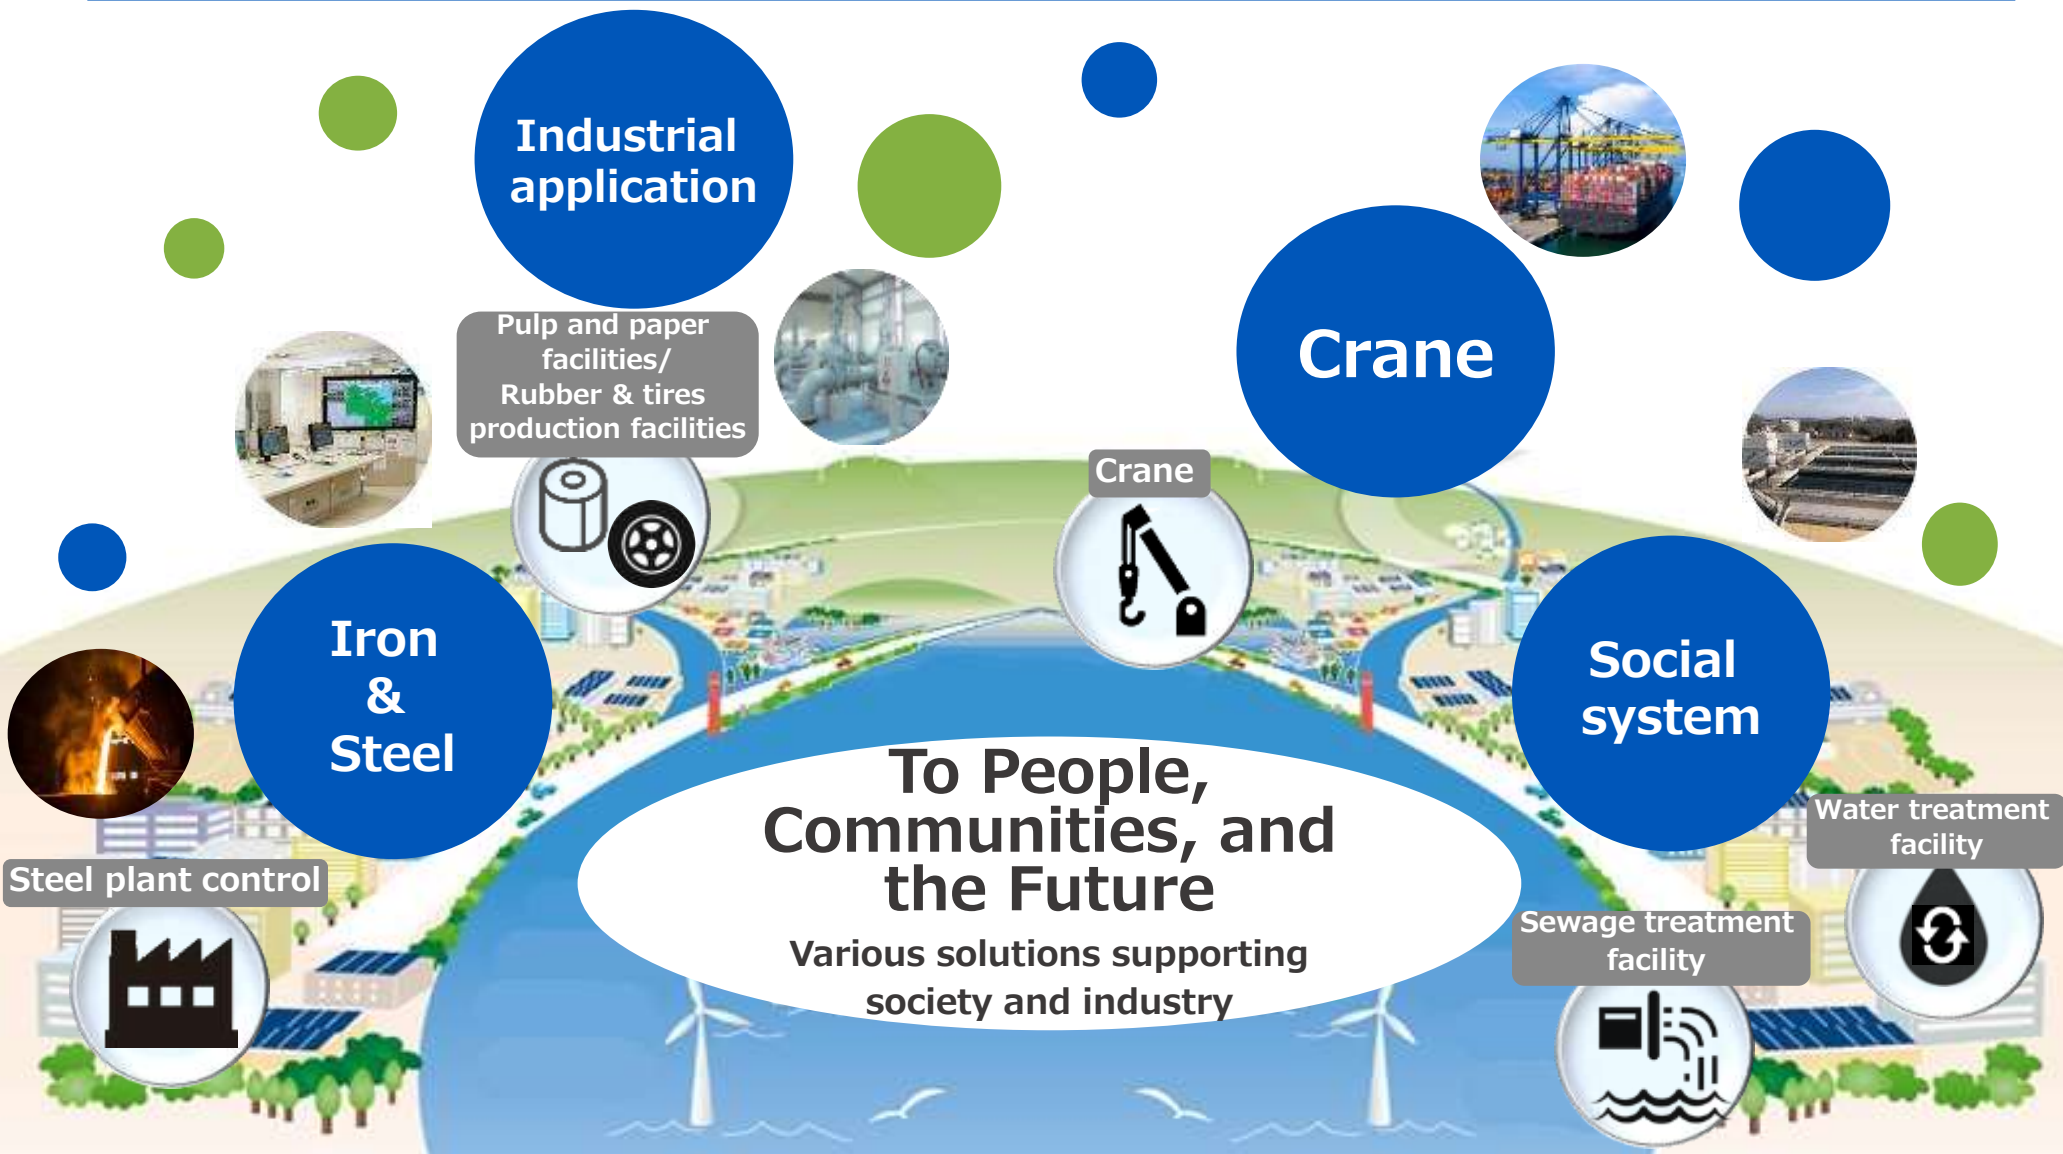 Industrial
application
Pulp and paper
facilities/
Rubber & tires
production facilities
Crane
Crane
Iron
&
Steel
Steel plant control
Social
system
Water treatment
facility
Sewage treatment
facility
To People,
Communities, and
the Future
Various solutions supporting
society and industry